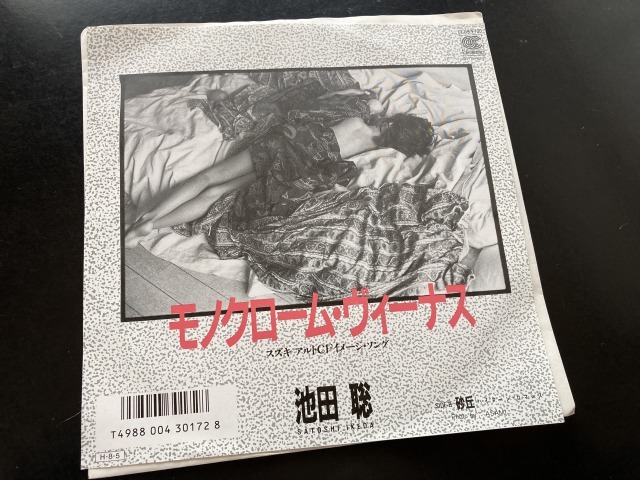 モノクローム・ヴィーナス
スズキ アルトCFイメージ・ソング
池田 聡
SATOSHI IKEDA
砂丘
T4988 004 30172 8
H・8・5